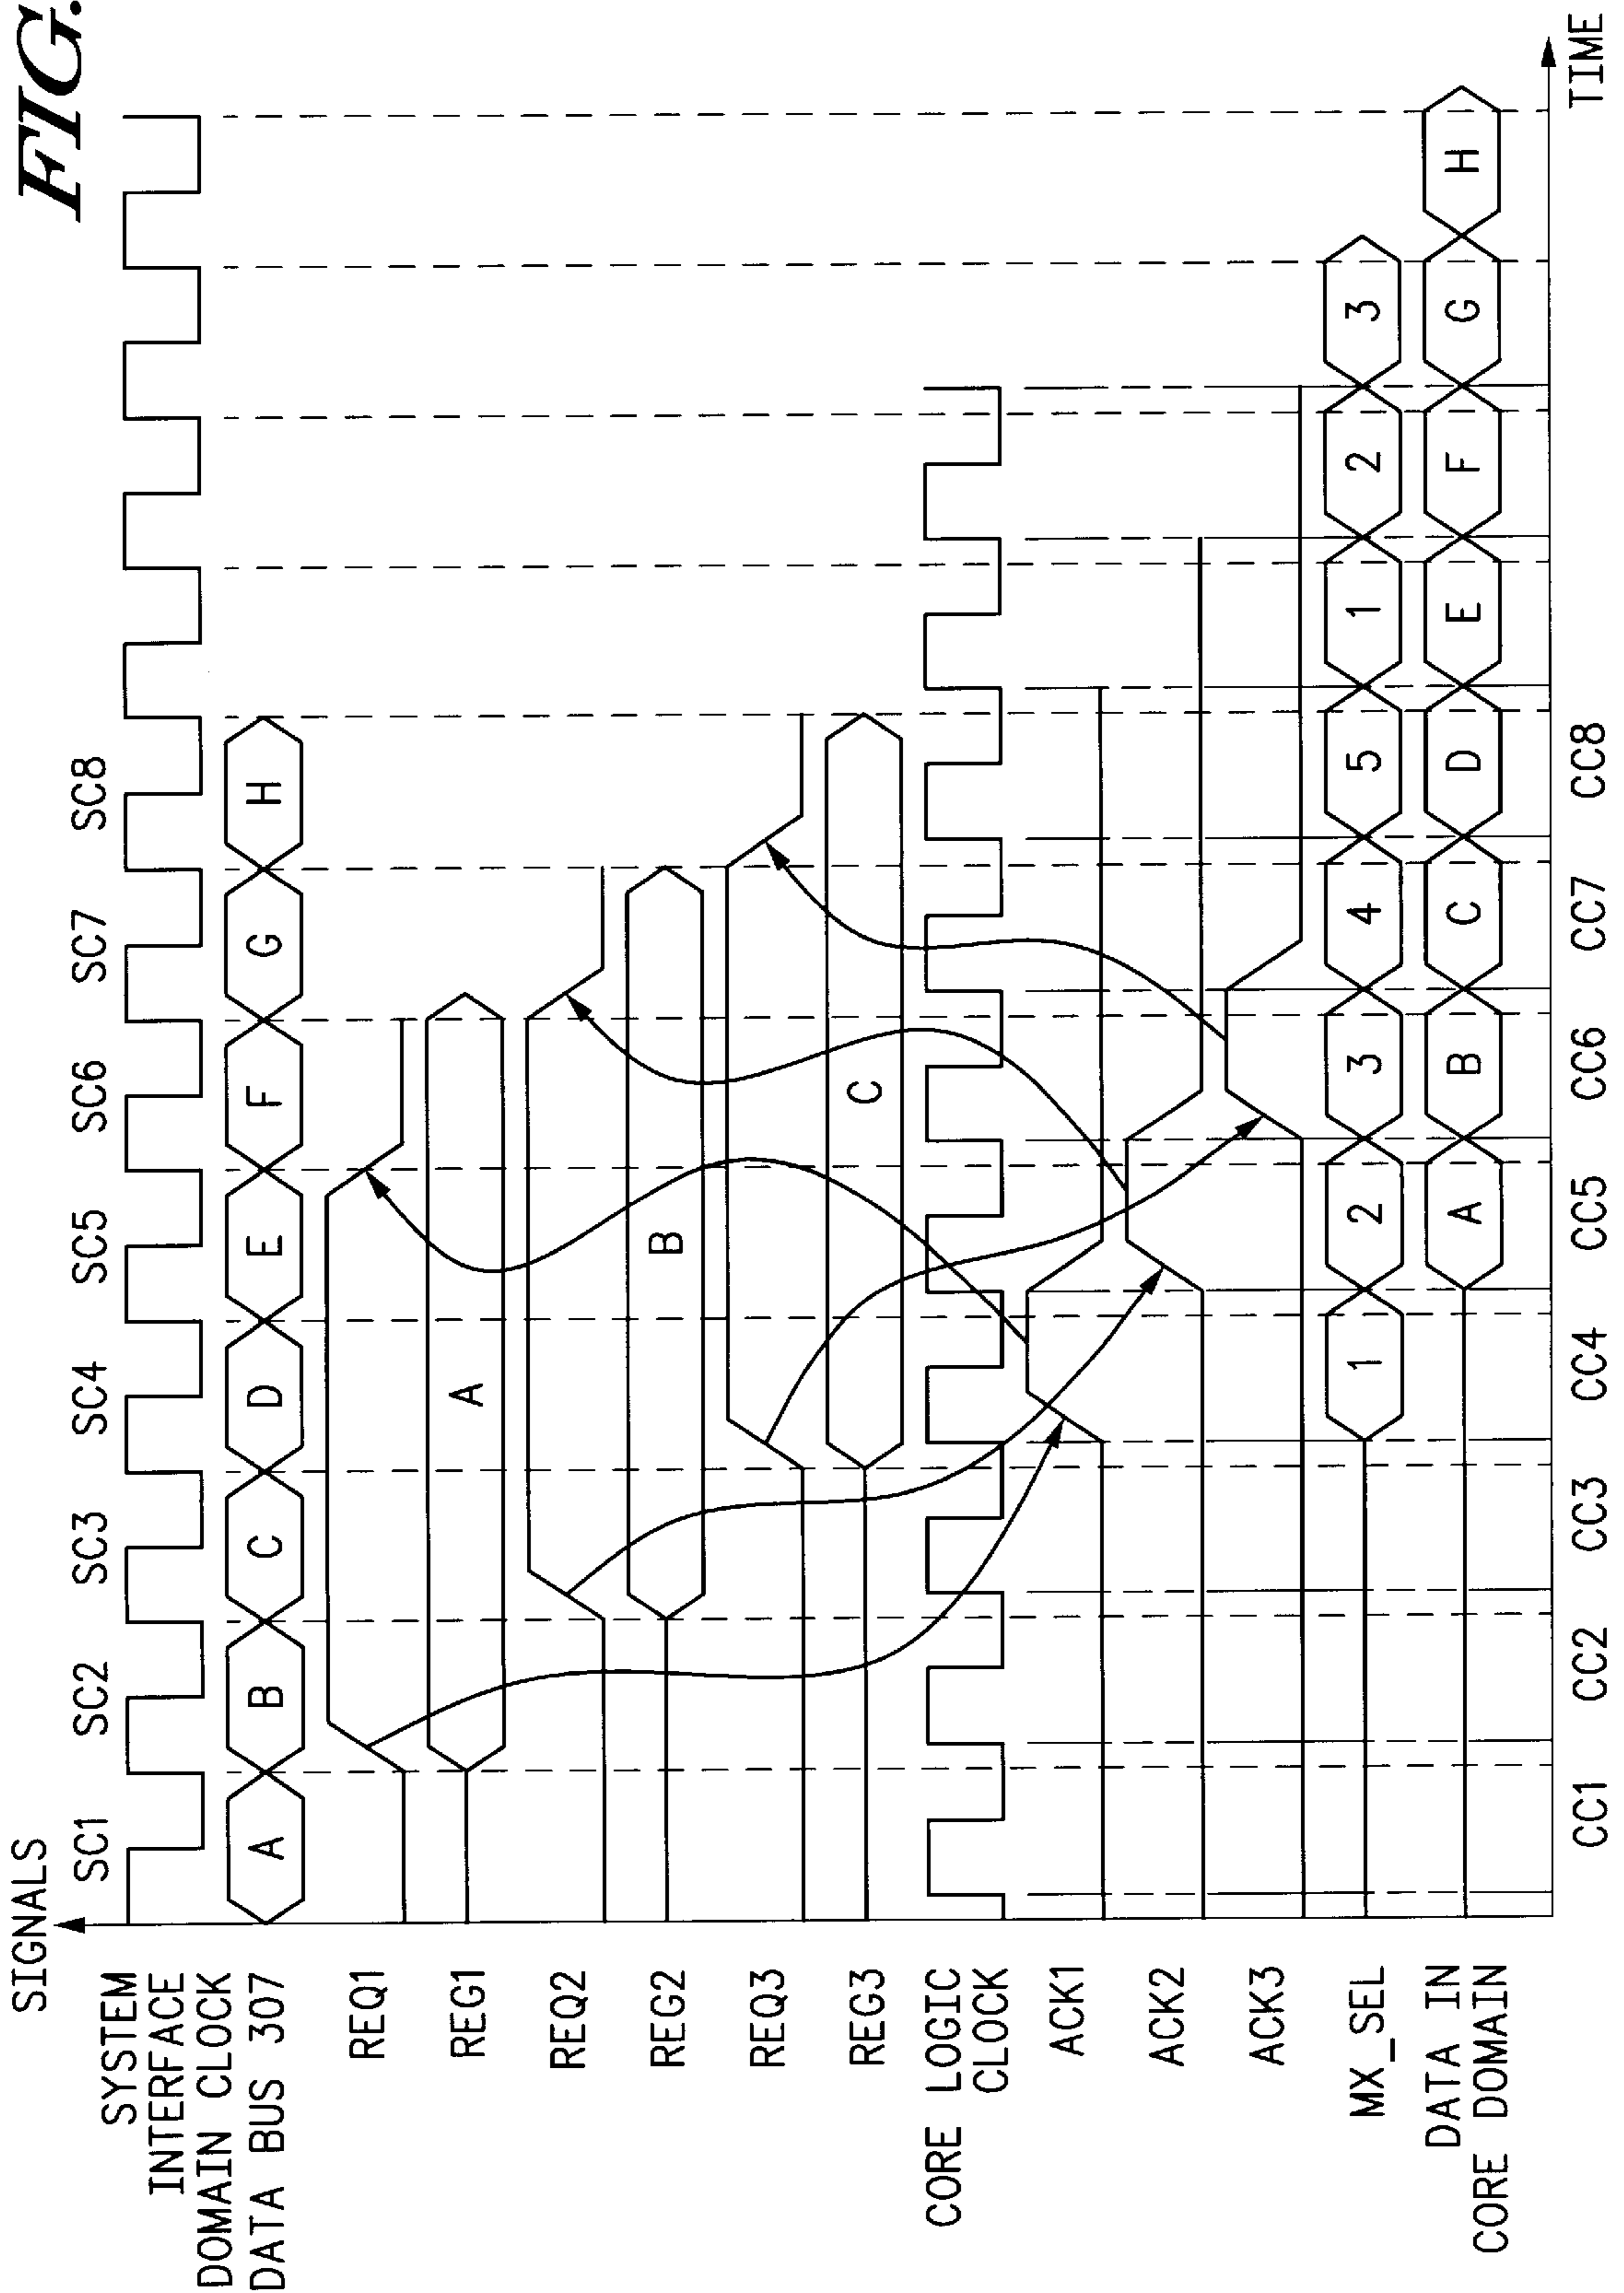 FIG.
SIGNALS
SC1 SC2 SC3 SC4 SC5 SC6 SC7 SC8
SYSTEM
INTERFACE
DOMAIN CLOCK
DATA BUS 307
A B C D E F G H
REQ1
REG1
A
REQ2
REG2
B
REQ3
REG3
C
CORE LOGIC
CLOCK
ACK1
ACK2
ACK3
MX_SEL
1 2 3 4 5 1 2 3
DATA IN
CORE DOMAIN
A B C D E F G H
CC1 CC2 CC3 CC4 CC5 CC6 CC7 CC8
TIME